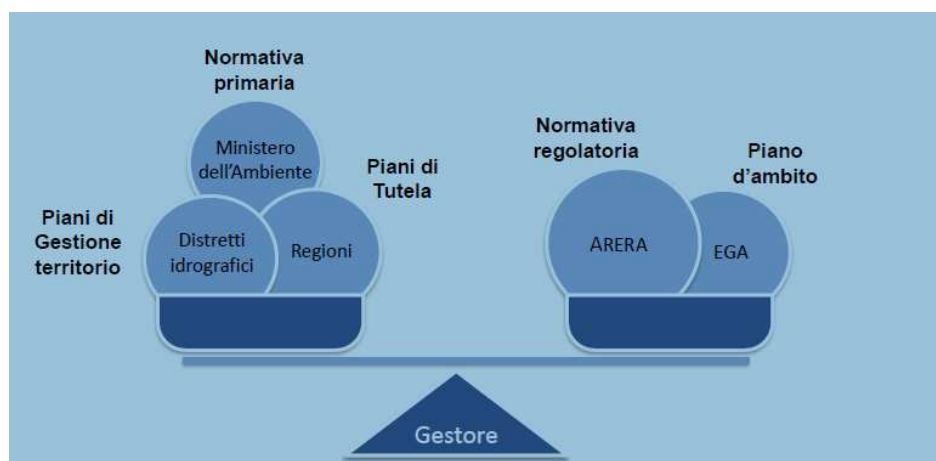 Normativa
primaria
Ministero
dell'Ambiente
Piani di
Tutela
Piani di
Gestione
territorio
Distretti
idrografici
Regioni
Normativa
regolatoria
Piano
d'ambito
ARERA
EGA
Gestore